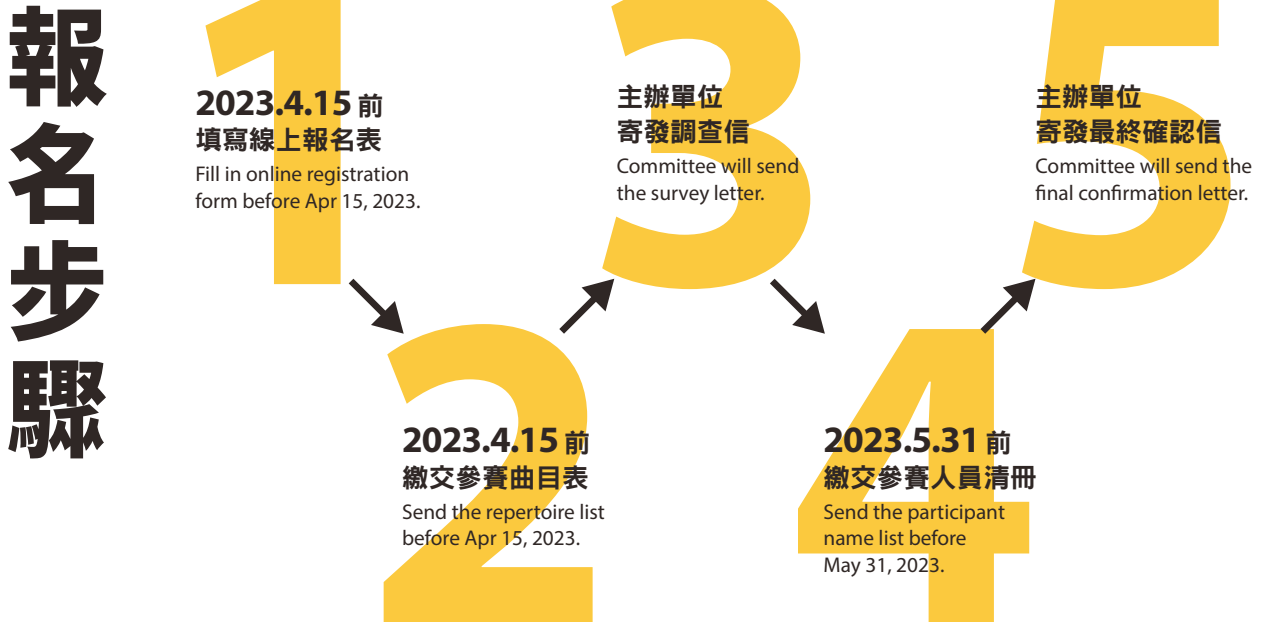 報名步驟
1
2023.4.15 前
填寫線上報名表
Fill in online registration
form before Apr 15, 2023.
2
2023.4.15 前
繳交參賽曲目表
Send the repertoire list
before Apr 15, 2023.
3
主辦單位
寄發調查信
Committee will send
the survey letter.
4
2023.5.31 前
繳交參賽人員清冊
Send the participant
name list before
May 31, 2023.
5
主辦單位
寄發最終確認信
Committee will send the
final confirmation letter.